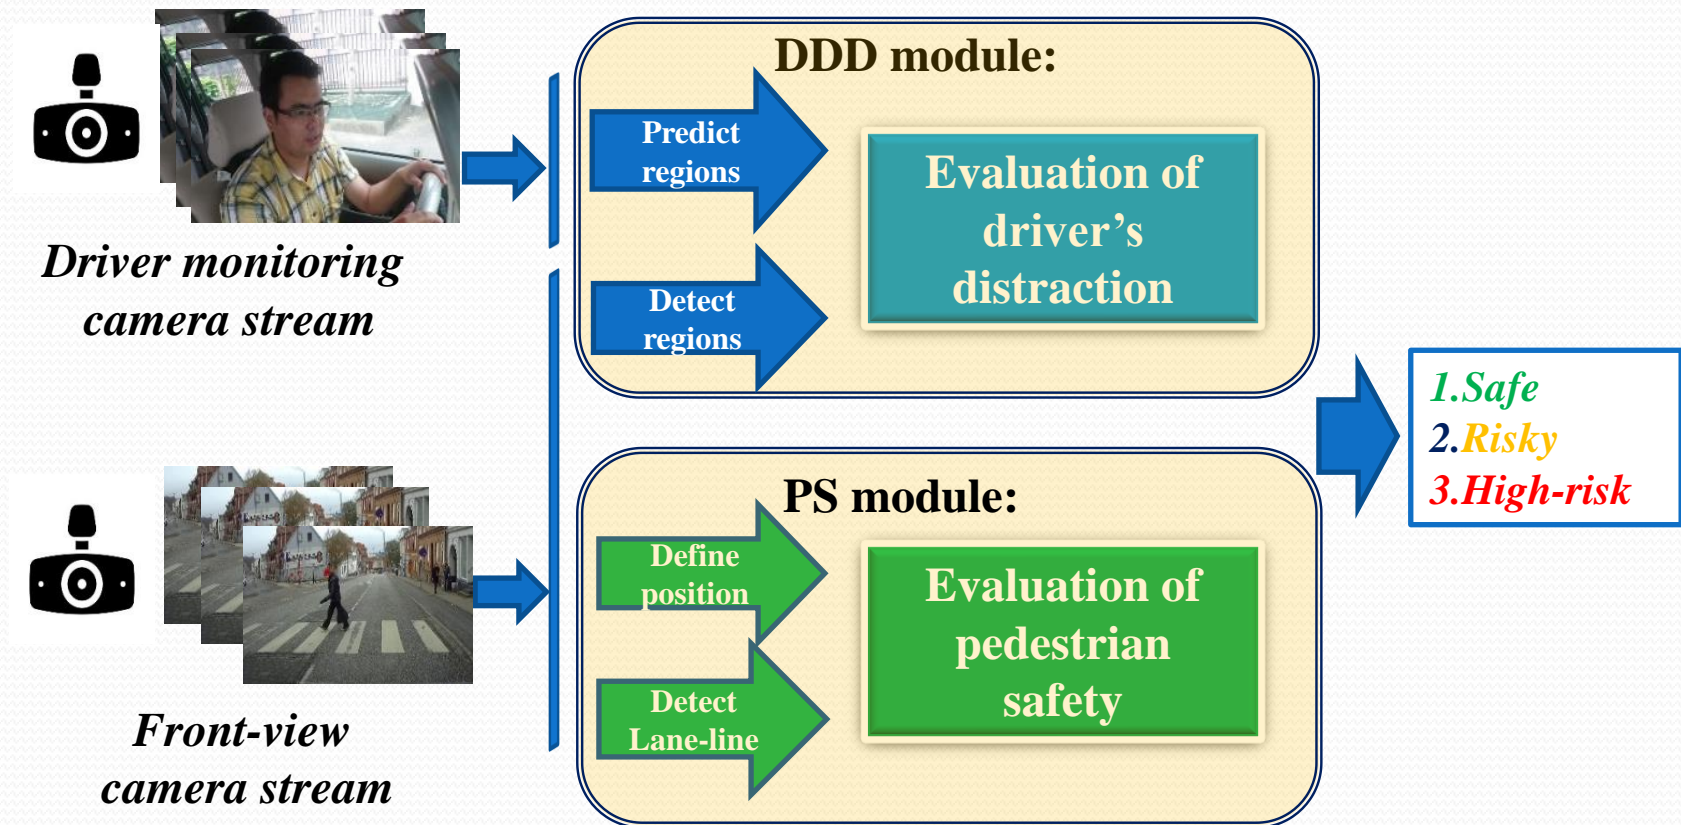 DDD module:
Predict
regions
Evaluation of
driver’s
distraction
Detect
regions
Driver monitoring
camera stream
1.Safe
2.Risky
3.High-risk
PS module:
Define
position
Evaluation of
pedestrian
safety
Detect
Lane-line
Front-view
camera stream